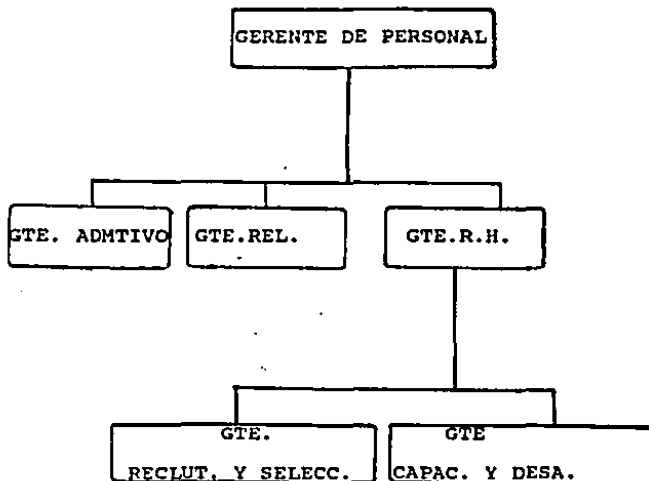 GERENTE DE PERSONAL
GTE. ADMTIVO
GTE.REL.
GTE.R.H.
GTE.
RECLUT. Y SELECC.
GTE
CAPAC. Y DESA.